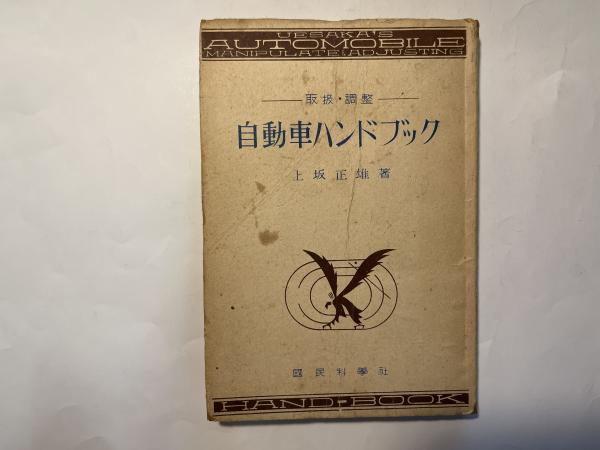 UESAKA'S
AUTOMOBILE
MANIPULATE & ADJUSTING
取扱・調整
自動車ハンドブック
上坂正雄著
國民科學社
HAND-BOOK